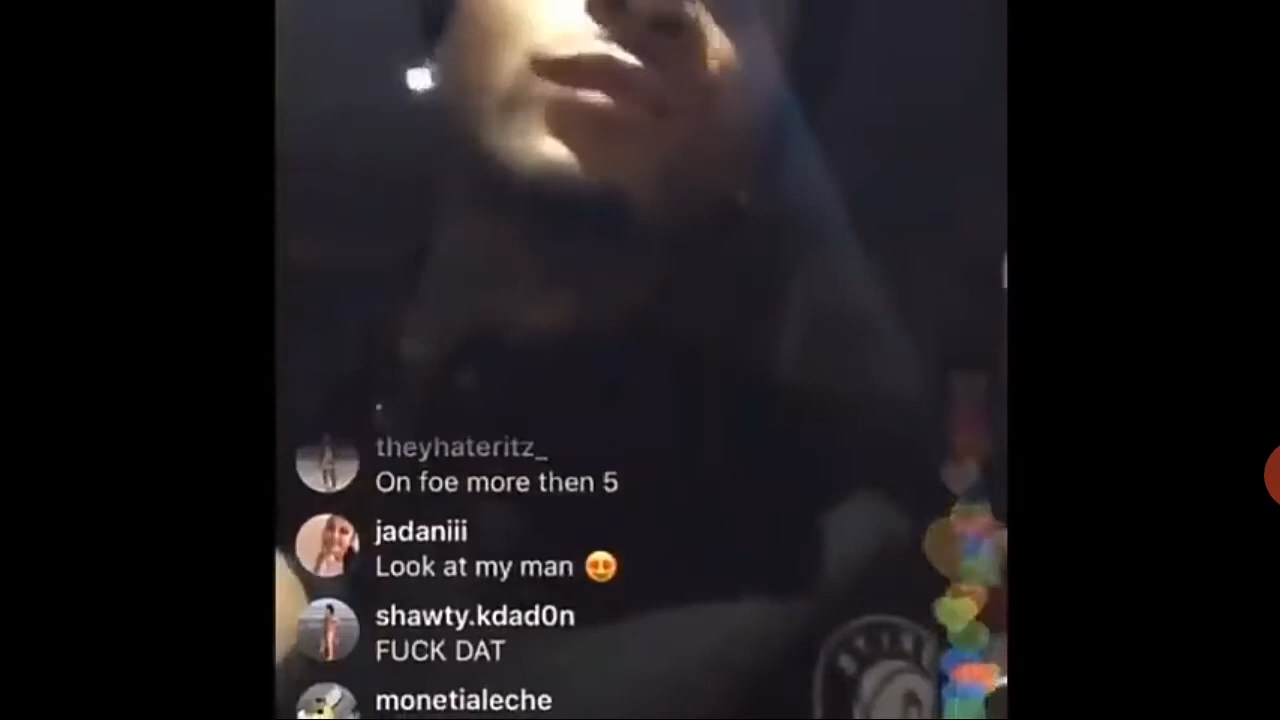 theyhateritz_
On foe more then 5
jadaniii
Look at my man 😍
shawty.kdad0n
FUCK DAT
monetialeche